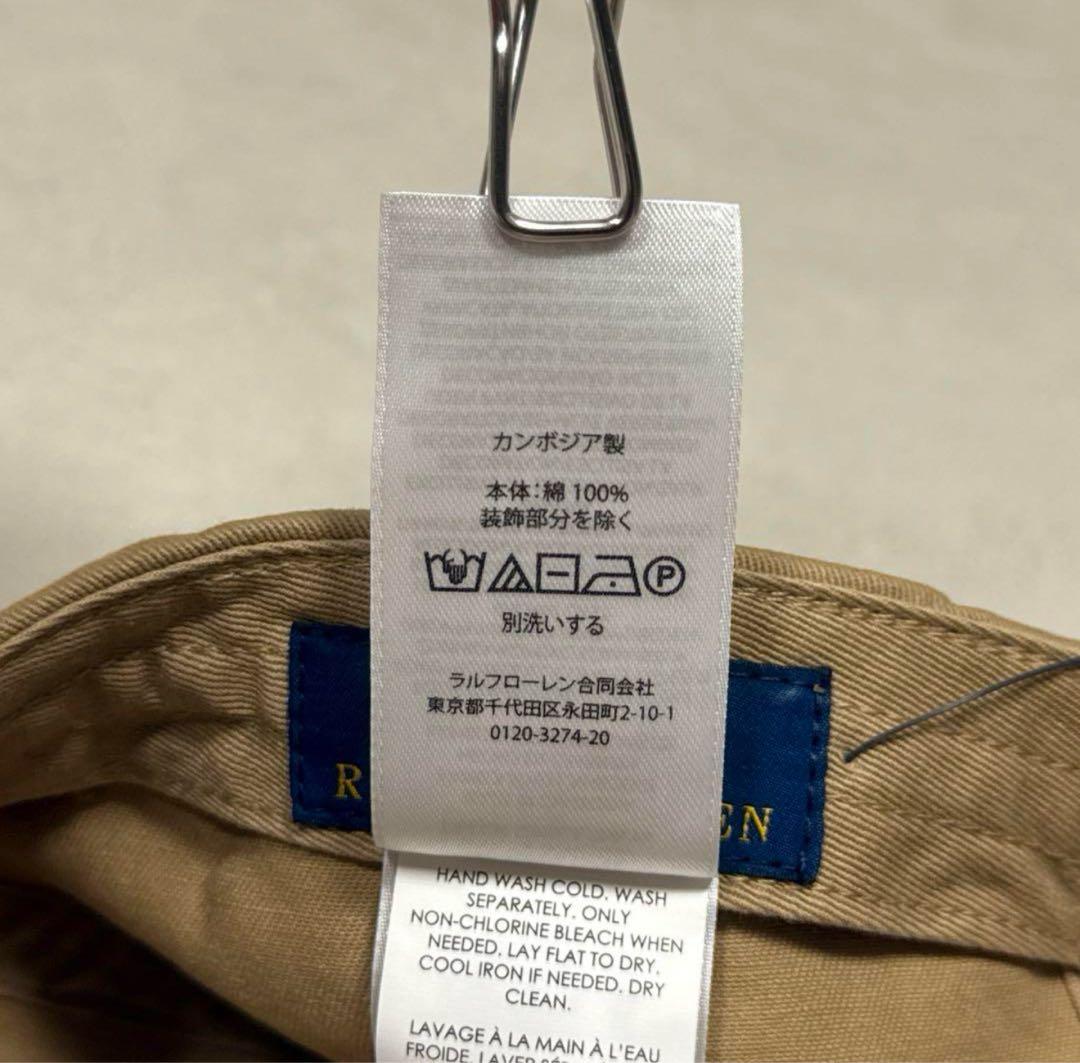 カンボジア製
本体：綿 100%
装飾部分を除く
P
別洗いする
ラルフローレン合同会社
東京都千代田区永田町2-10-1
0120-3274-20
R
EN
HAND WASH COLD. WASH
SEPARATELY. ONLY
NON-CHLORINE BLEACH WHEN
NEEDED. LAY FLAT TO DRY.
COOL IRON IF NEEDED. DRY
CLEAN.
LAVAGE À LA MAIN À L'EAU
FROIDE. LAVER